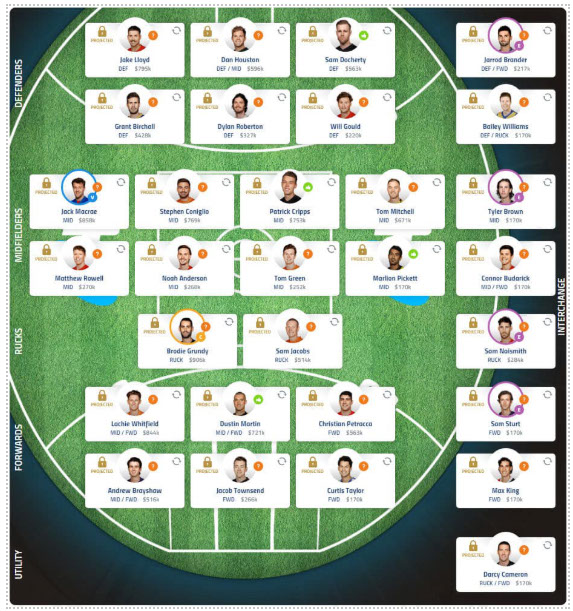 DEFENDERS
PROJECTED
Jake Lloyd
DEF $785k
PROJECTED
Dan Houston
DEF / MID $596k
PROJECTED
Sam Docherty
DEF $563k
PROJECTED
Jarrod Brander
DEF / FWD $217k
PROJECTED
Grant Birchall
DEF $428k
PROJECTED
Dylan Roberton
DEF $327k
PROJECTED
Will Gould
DEF $220k
PROJECTED
Bailey Williams
DEF / RUCK $170k
MIDFIELDERS
PROJECTED
Jack Macrae
MID $858k
PROJECTED
Stephen Coniglio
MID $769k
PROJECTED
Patrick Cripps
MID $753k
PROJECTED
Tom Mitchell
MID $671k
PROJECTED
Tyler Brown
MID $170k
PROJECTED
Matthew Rowell
MID $270k
PROJECTED
Noah Anderson
MID $268k
PROJECTED
Tom Green
MID $252k
PROJECTED
Marlion Pickett
MID $170k
PROJECTED
Connor Budarick
MID / FWD $170k
INTERCHANGE
RUCKS
PROJECTED
Brodie Grundy
RUCK $906k
PROJECTED
Sam Jacobs
RUCK $514k
PROJECTED
Sam Naismith
RUCK $284k
FORWARDS
PROJECTED
Lachie Whitfield
MID / FWD $844k
PROJECTED
Dustin Martin
MID / FWD $721k
PROJECTED
Christian Petracca
FWD $563k
PROJECTED
Sam Sturt
FWD $170k
PROJECTED
Andrew Brayshaw
MID / FWD $516k
PROJECTED
Jacob Townsend
FWD $266k
PROJECTED
Curtis Taylor
FWD $170k
PROJECTED
Max King
FWD $170k
UTILITY
PROJECTED
Darcy Cameron
RUCK / FWD $170k